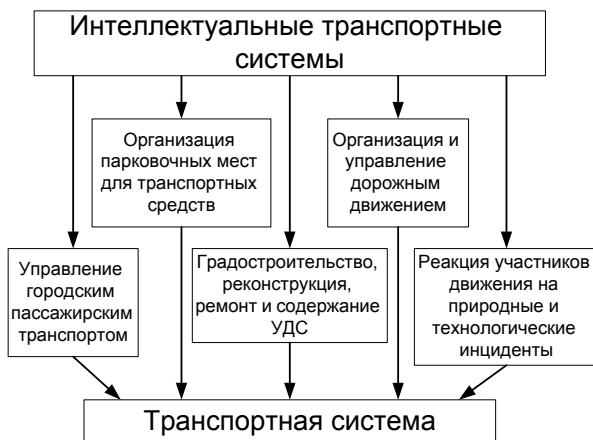 Интеллектуальные транспортные
системы
Организация
парковочных мест
для транспортных
средств
Организация и
управление
дорожным
движением
Управление
городским
пассажирским
транспортом
Градостроительство,
реконструкция,
ремонт и содержание
УДС
Реакция участников
движения на
природные и
технологические
инциденты
Транспортная система